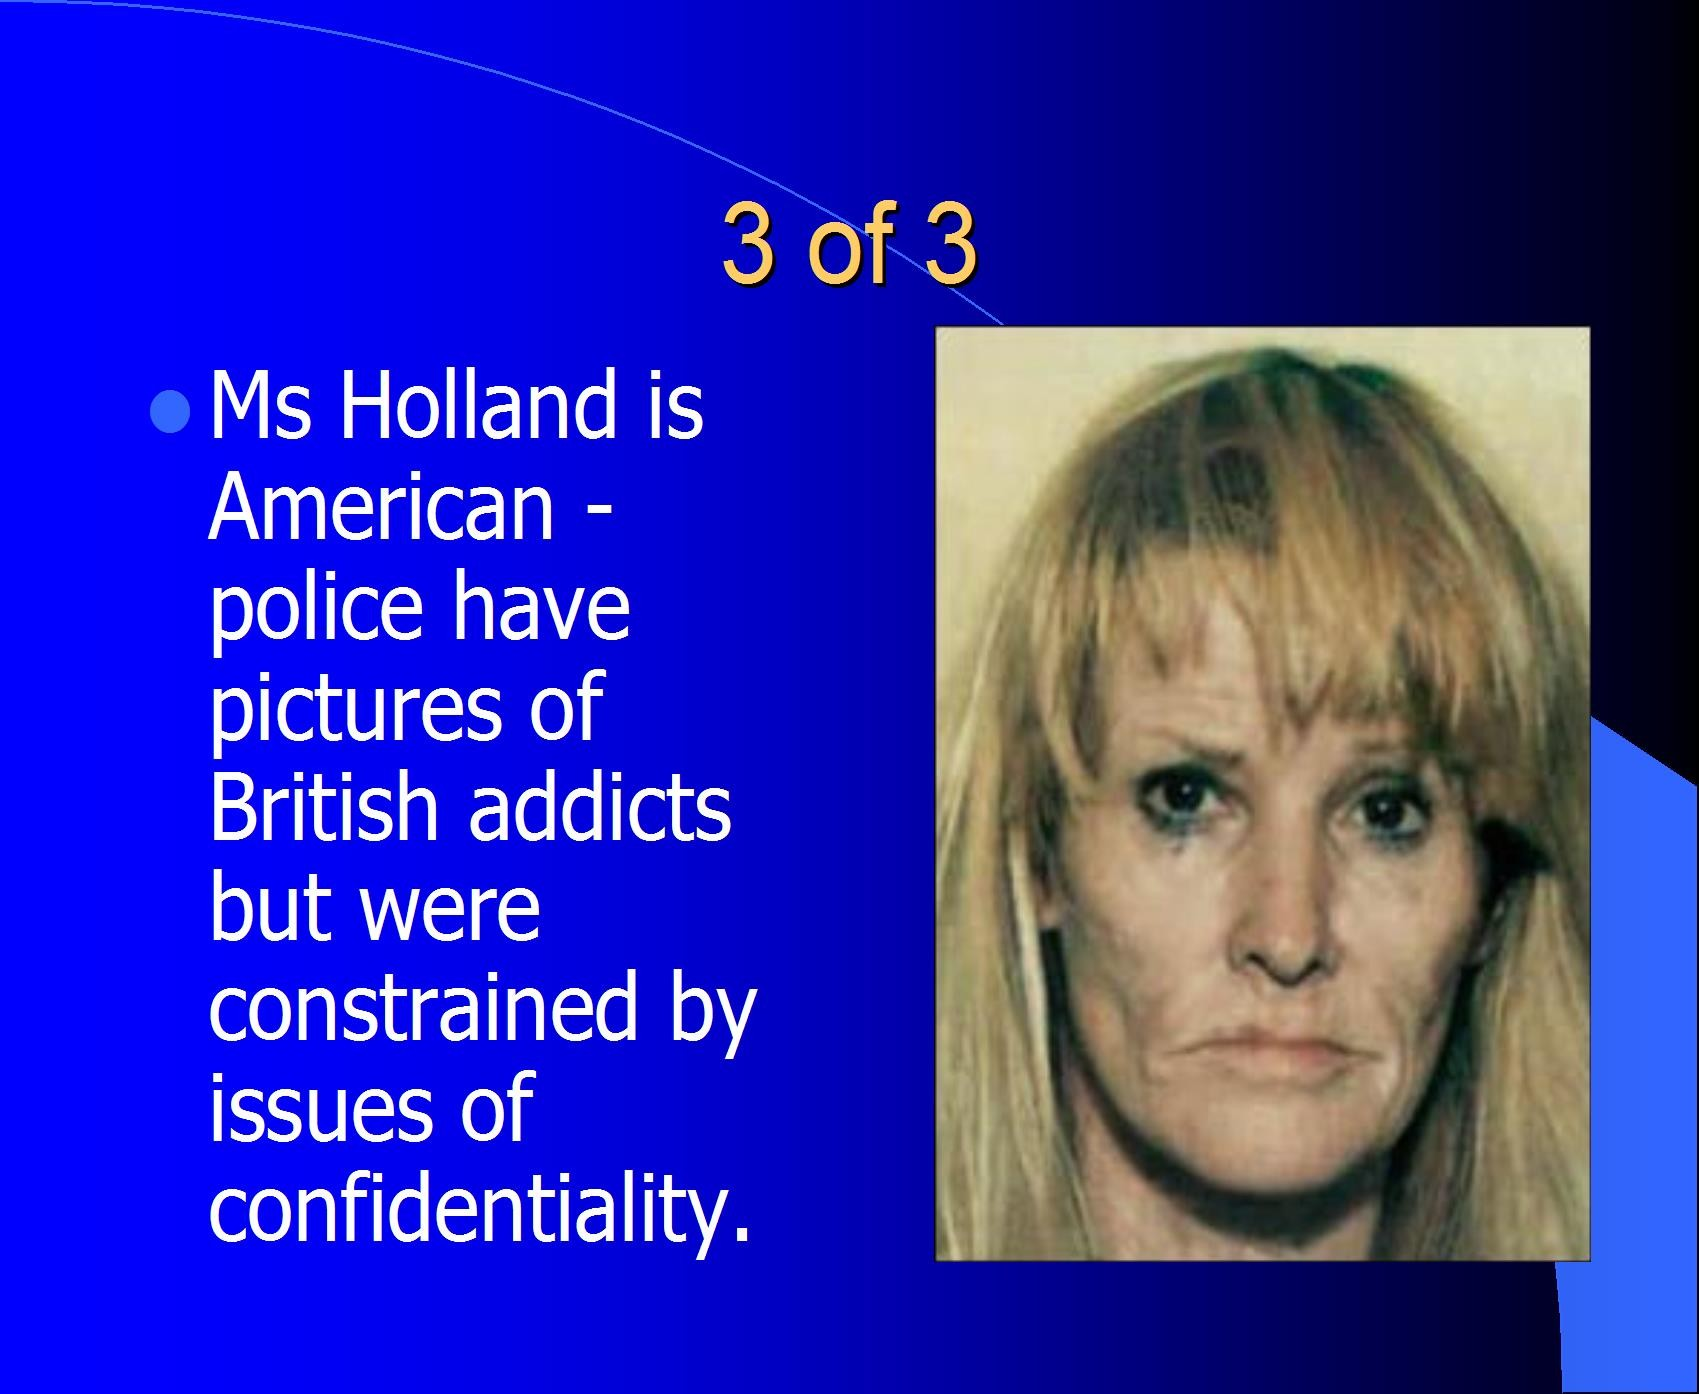 3 of 3
Ms Holland is
American -
police have
pictures of
British addicts
but were
constrained by
issues of
confidentiality.